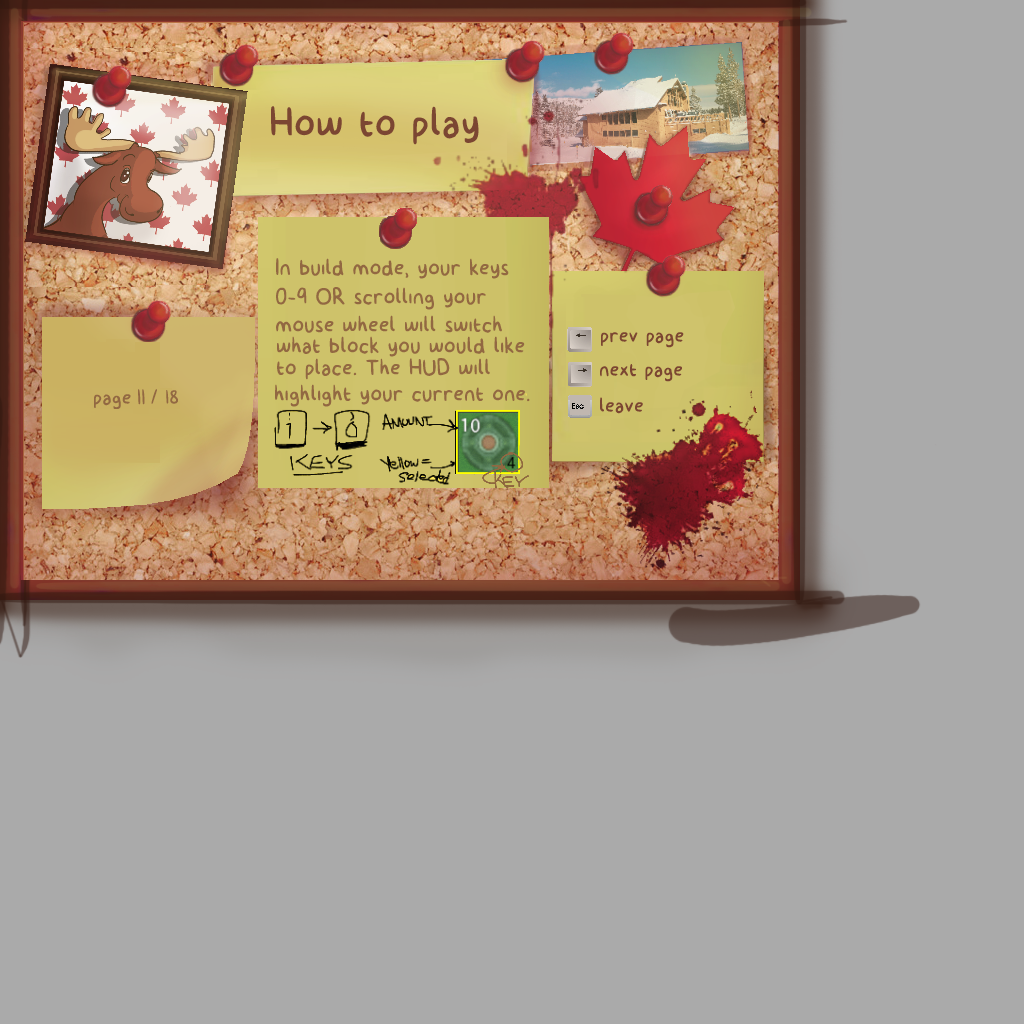 How to play
In build mode, your keys
0-9 OR scrolling your
mouse wheel will switch
what block you would like
to place. The HUD will
highlight your current one.
1 → 0
KEYS
AMOUNT
Yellow =
selected
10
4
KEY
page 11 / 18
← prev page
→ next page
Esc leave